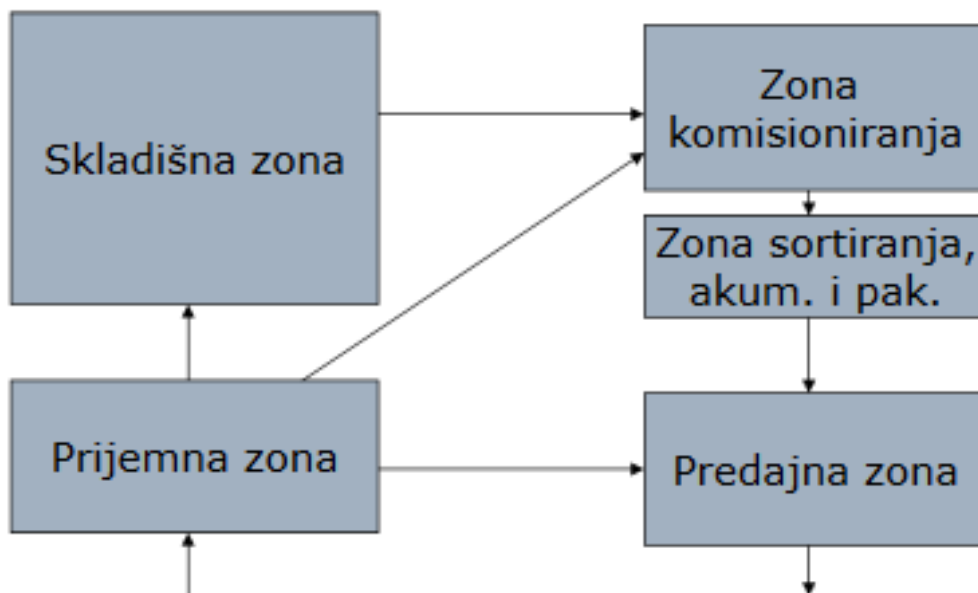 Skladišna zona
Zona
komisioniranja
Zona sortiranja,
akum. i pak.
Prijemna zona
Predajna zona